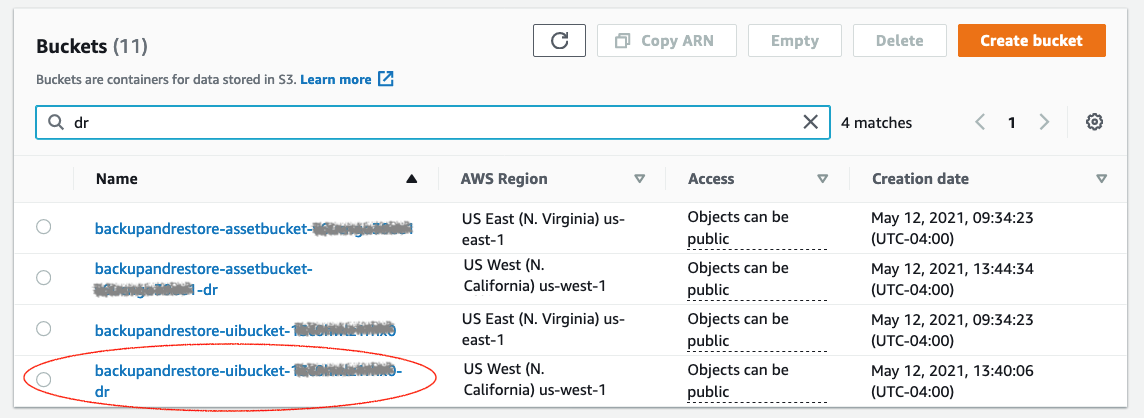 Buckets (11)
Copy ARN
Empty
Delete
Create bucket
Buckets are containers for data stored in S3. Learn more
dr
4 matches
1
Name
AWS Region
Access
Creation date
backupandrestore-assetbucket-
US East (N. Virginia) us-
east-1
Objects can be
public
May 12, 2021, 09:34:23
(UTC-04:00)
backupandrestore-assetbucket-
-dr
US West (N.
California) us-west-1
Objects can be
public
May 12, 2021, 13:44:34
(UTC-04:00)
backupandrestore-uibucket-
US East (N. Virginia) us-
east-1
Objects can be
public
May 12, 2021, 09:34:23
(UTC-04:00)
backupandrestore-uibucket-
dr
US West (N.
California) us-west-1
Objects can be
public
May 12, 2021, 13:40:06
(UTC-04:00)